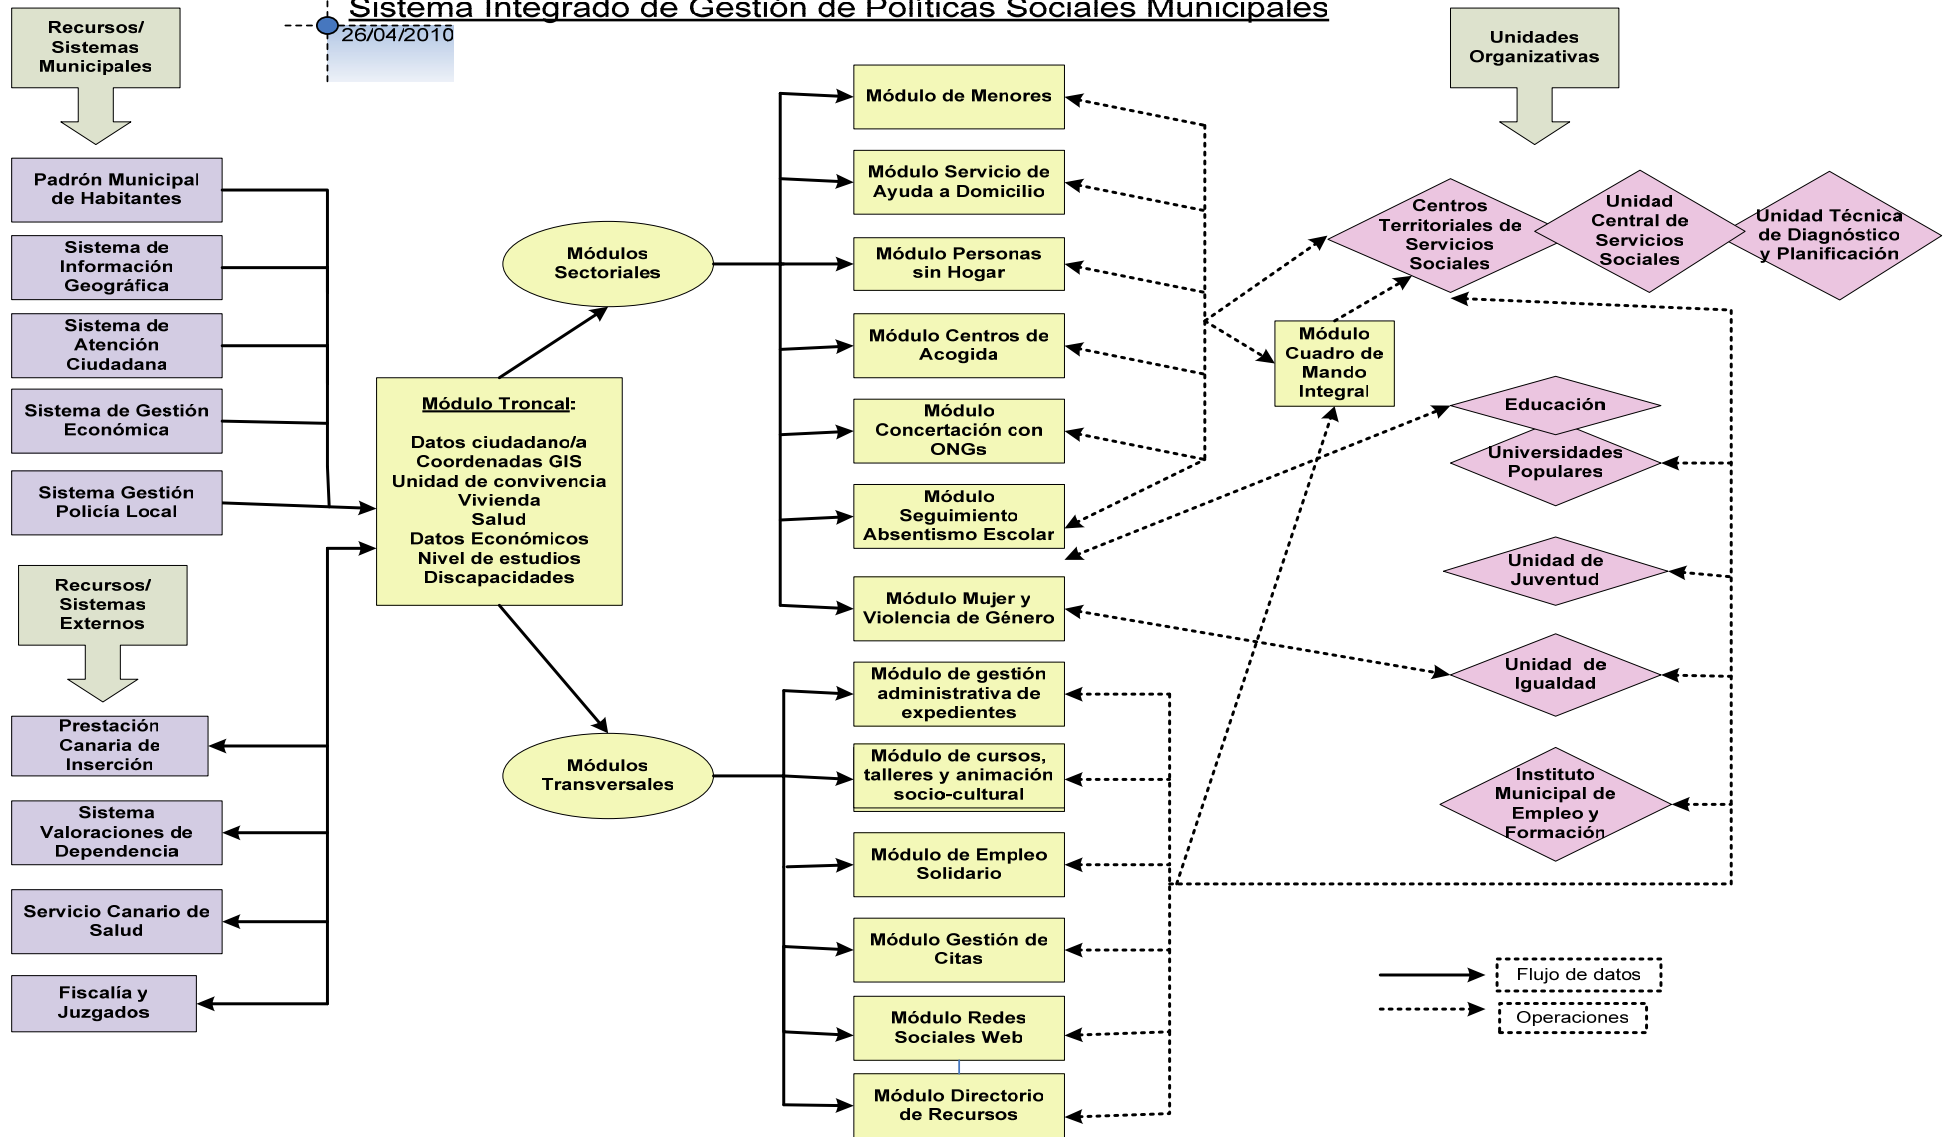 Sistema Integrado de Gestión de Políticas Sociales Municipales
26/04/2010
Recursos/
Sistemas
Municipales
Padrón Municipal
de Habitantes
Sistema de
Información
Geográfica
Sistema de
Atención
Ciudadana
Sistema de Gestión
Económica
Sistema Gestión
Policía Local
Recursos/
Sistemas
Externos
Prestación
Canaria de
Inserción
Sistema
Valoraciones de
Dependencia
Servicio Canario de
Salud
Fiscalía y
Juzgados
Módulo Troncal:
Datos ciudadano/a
Coordenadas GIS
Unidad de convivencia
Vivienda
Salud
Datos Económicos
Nivel de estudios
Discapacidades
Módulos
Sectoriales
Módulos
Transversales
Módulo de Menores
Módulo Servicio de
Ayuda a Domicilio
Módulo Personas
sin Hogar
Módulo Centros de
Acogida
Módulo
Concertación con
ONGs
Módulo
Seguimiento
Absentismo Escolar
Módulo Mujer y
Violencia de Género
Módulo de gestión
administrativa de
expedientes
Módulo de cursos,
talleres y animación
socio-cultural
Módulo de Empleo
Solidario
Módulo Gestión de
Citas
Módulo Redes
Sociales Web
Módulo Directorio
de Recursos
Módulo
Cuadro de
Mando
Integral
Unidades
Organizativas
Centros
Territoriales de
Servicios
Sociales
Unidad
Central de
Servicios
Sociales
Unidad Técnica
de Diagnóstico
y Planificación
Educación
Universidades
Populares
Unidad de
Juventud
Unidad de
Igualdad
Instituto
Municipal de
Empleo y
Formación
Flujo de datos
Operaciones